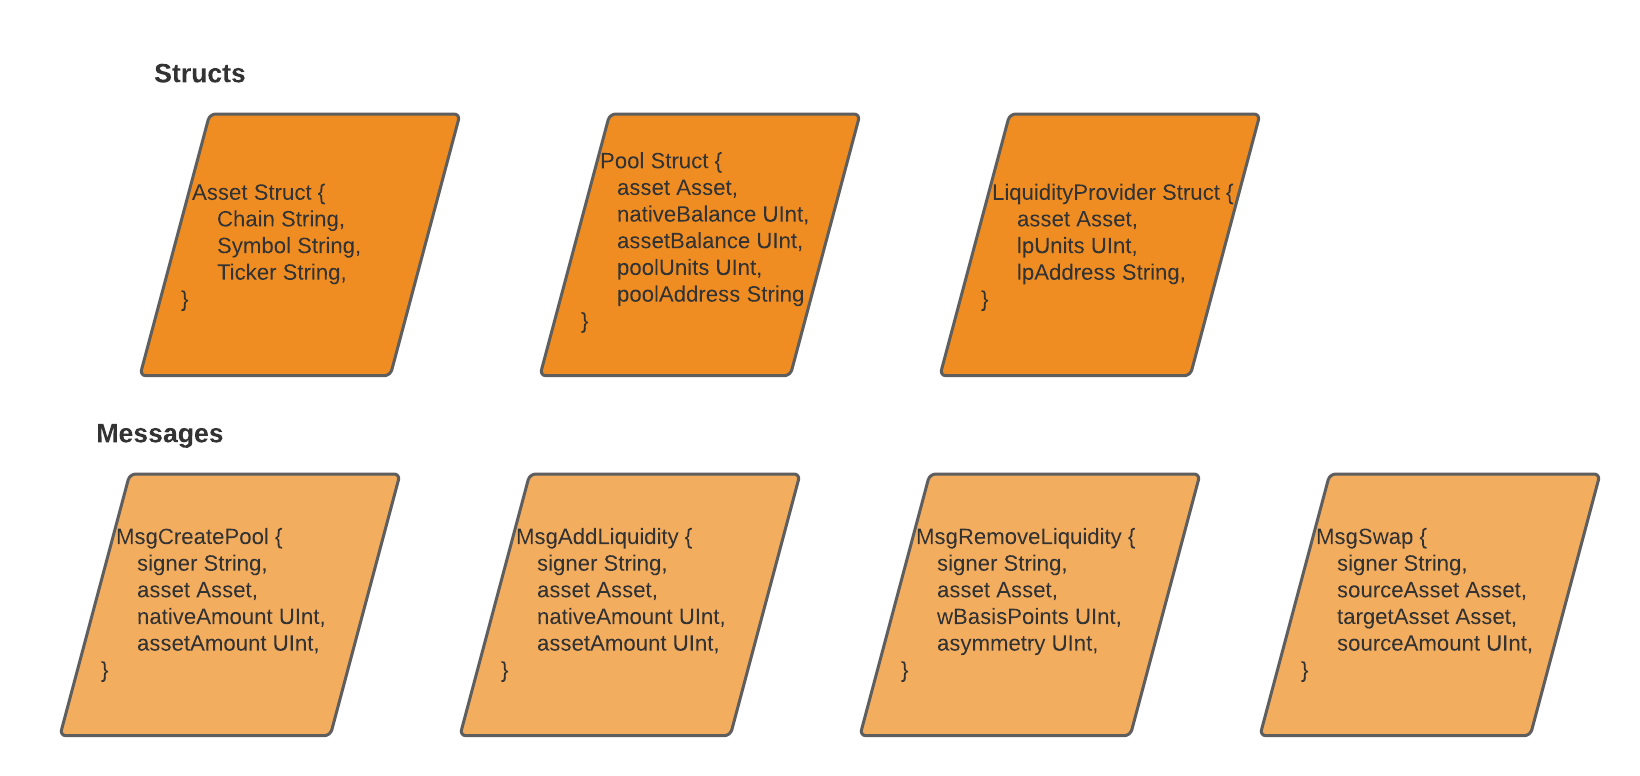 Structs
Asset Struct {
Chain String,
Symbol String,
Ticker String,
}
Pool Struct {
asset Asset,
nativeBalance UInt,
assetBalance UInt,
poolUnits UInt,
poolAddress String
}
LiquidityProvider Struct {
asset Asset,
lpUnits UInt,
lpAddress String,
}
Messages
MsgCreatePool {
signer String,
asset Asset,
nativeAmount UInt,
assetAmount UInt,
}
MsgAddLiquidity {
signer String,
asset Asset,
nativeAmount UInt,
assetAmount UInt,
}
MsgRemoveLiquidity {
signer String,
asset Asset,
wBasisPoints UInt,
asymmetry UInt,
}
MsgSwap {
signer String,
sourceAsset Asset,
targetAsset Asset,
sourceAmount UInt,
}